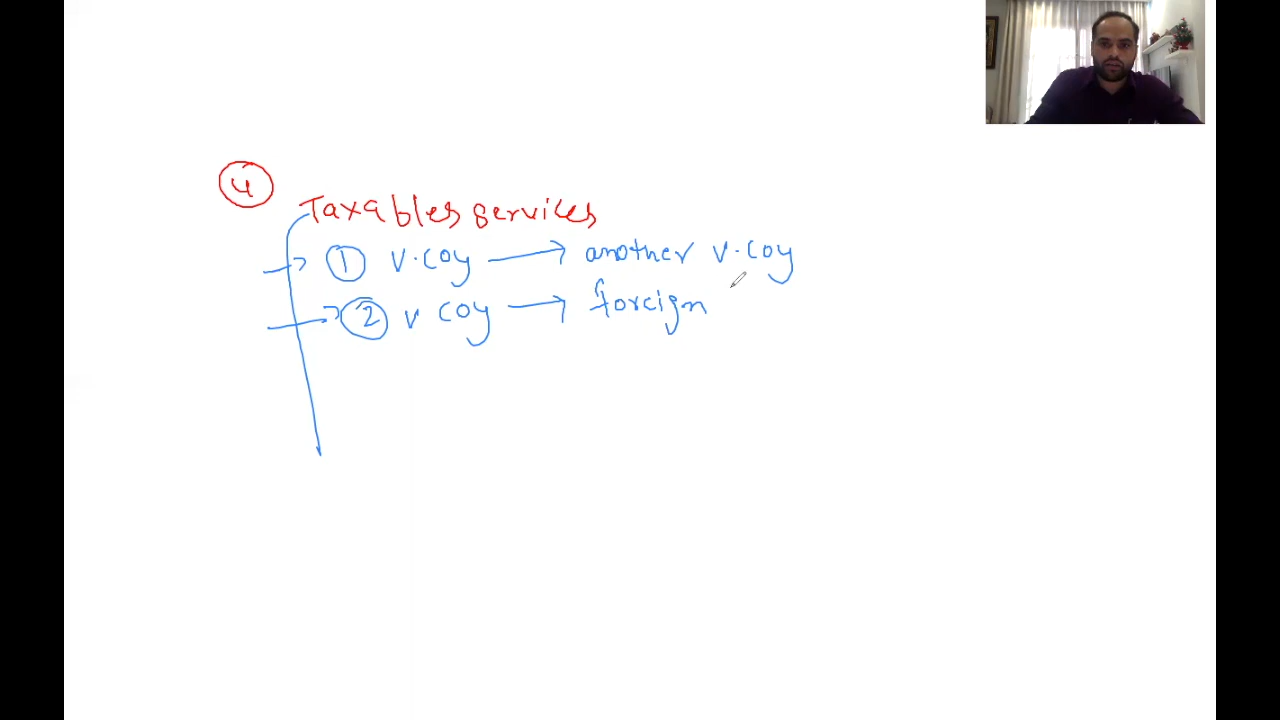 4
Taxables services
1 v.coy → another v.coy
2 v coy → foreign